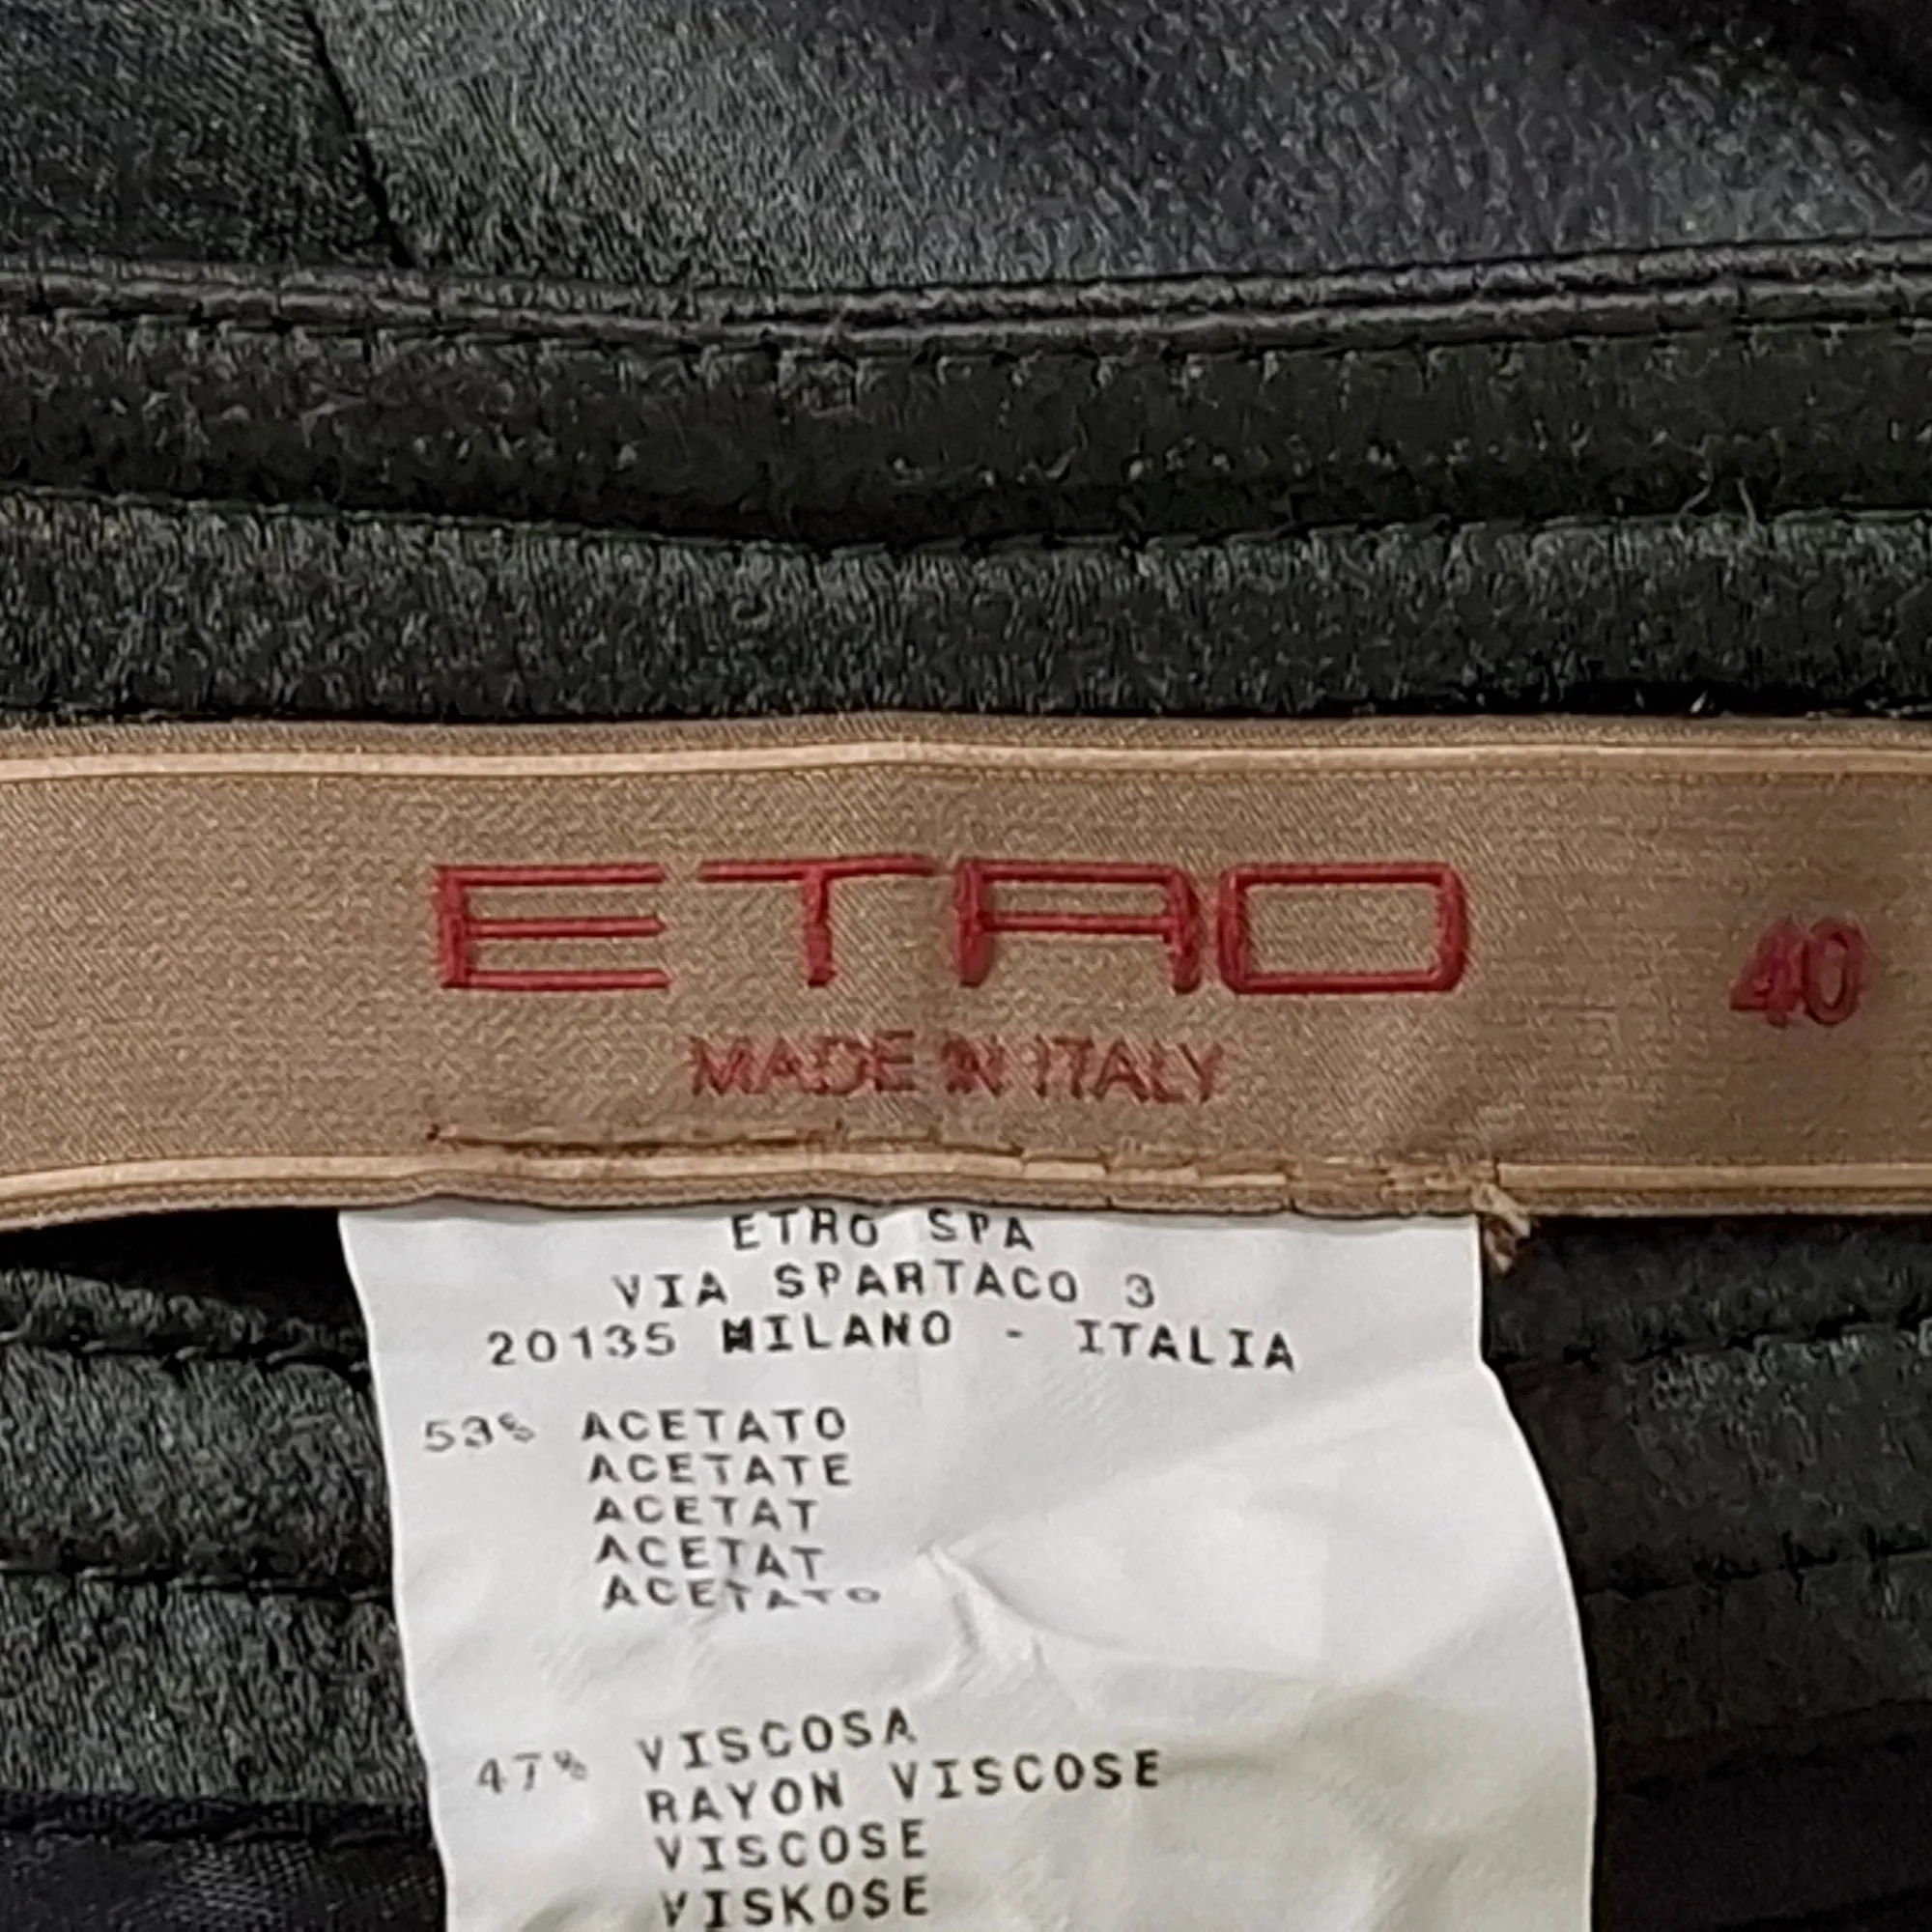 ETRO 40
MADE IN ITALY
ETRO SPA
VIA SPARTACO 3
20135 MILANO - ITALIA
53% ACETATO
ACETATE
ACETAT
ACETAT
ACETATO
47% VISCOSA
RAYON VISCOSE
VISCOSE
VISKOSE